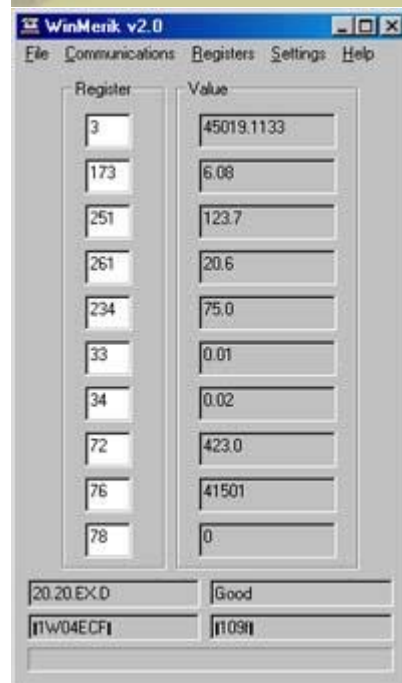 WinMerik v2.0
File Communications Registers Settings Help
Register Value
3 45019.1133
173 6.08
251 123.7
261 20.6
234 75.0
33 0.01
34 0.02
72 423.0
76 41501
78 0
20.20.EX.D Good
1W04ECF 109